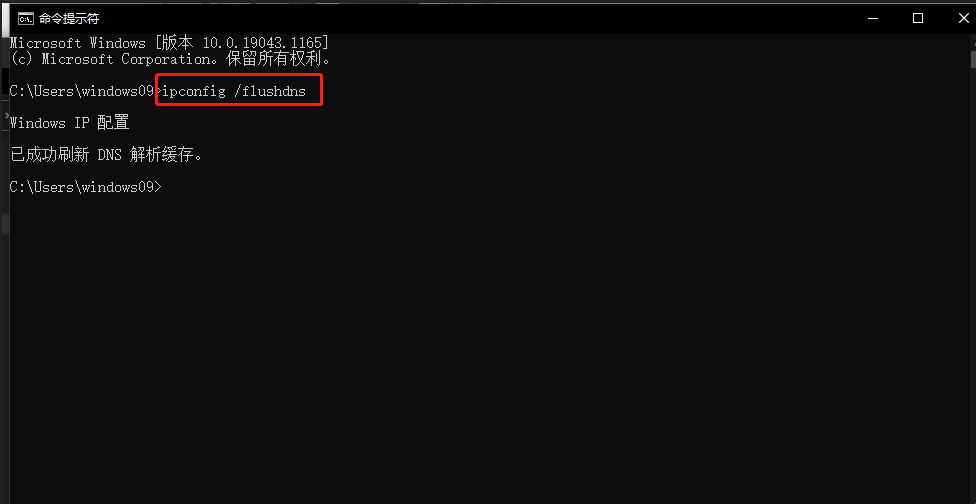 命令提示符
Microsoft Windows [版本 10.0.19043.1165]
(c) Microsoft Corporation。保留所有权利。
C:\Users\windows09>ipconfig /flushdns
Windows IP 配置
已成功刷新 DNS 解析缓存。
C:\Users\windows09>